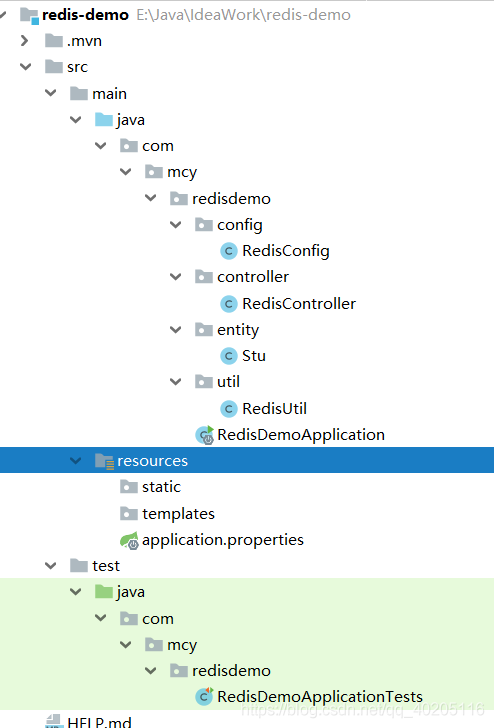 redis-demo E:\Java\IdeaWork\redis-demo
.mvn
src
main
java
com
mcy
redisdemo
config
RedisConfig
controller
RedisController
entity
Stu
util
RedisUtil
RedisDemoApplication
resources
static
templates
application.properties
test
java
com
mcy
redisdemo
RedisDemoApplicationTests
https://blog.csdn.net/qq_40205116
HELP.md